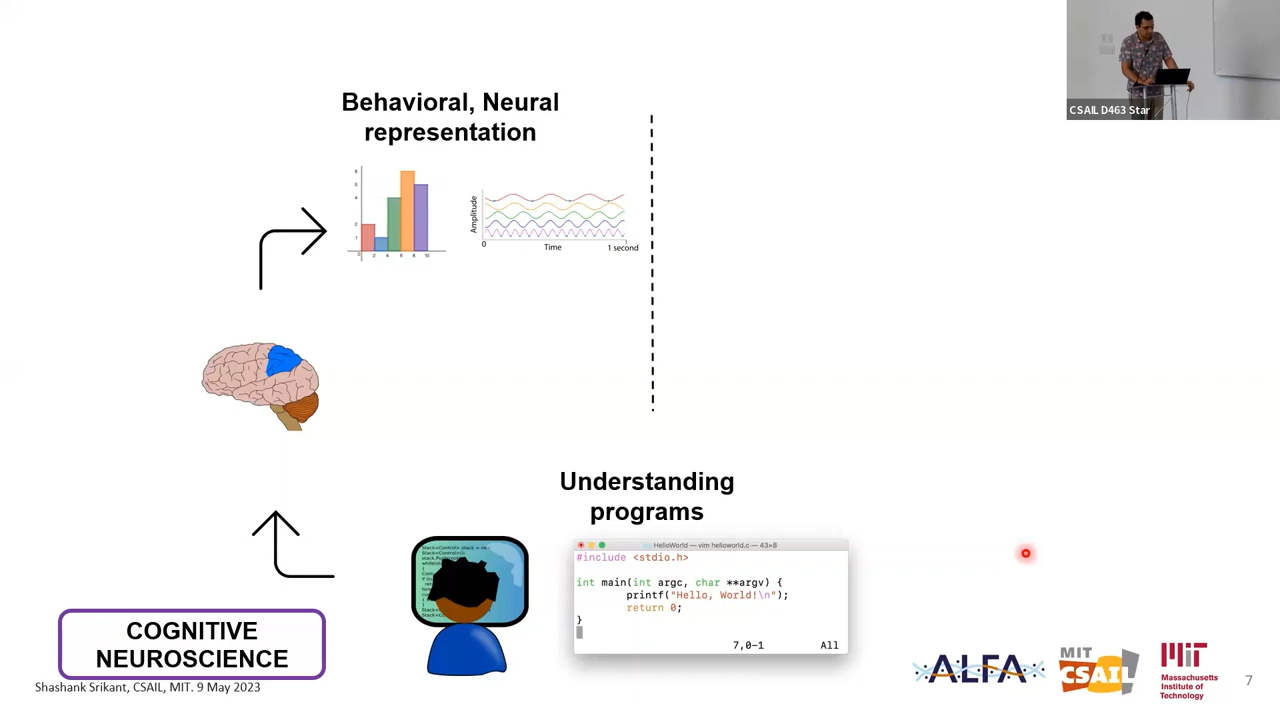 CSAIL D463 Star
Behavioral, Neural
representation
Amplitude
0
Time
1 second
Understanding
programs
HelloWorld — vim helloworld.c — 43×8
#include <stdio.h>
int main(int argc, char **argv) {
printf("Hello, World!\n");
return 0;
}
7,0-1 All
COGNITIVE
NEUROSCIENCE
Shashank Srikant, CSAIL, MIT. 9 May 2023
ALFA
MIT
CSAIL
MIT
Massachusetts
Institute of
Technology
7